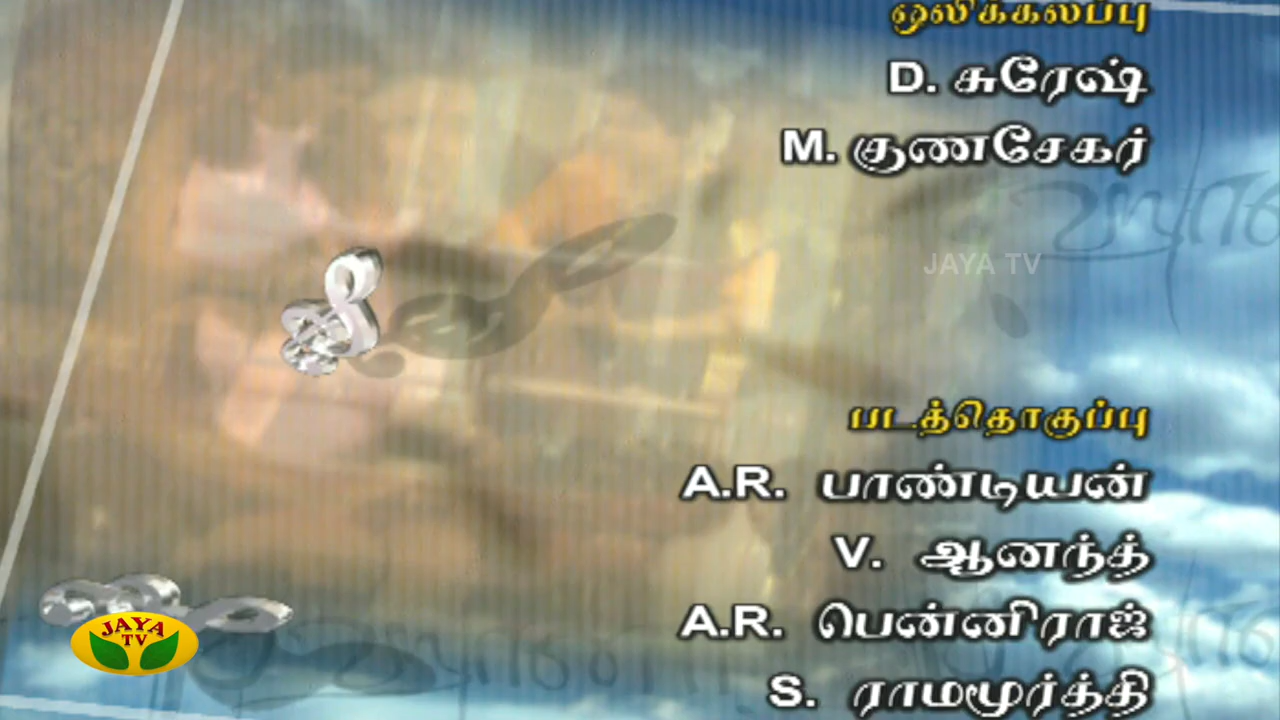 ஒலிக்கலப்பு
D. சுரேஷ்
M. குணசேகர்
JAYA TV
படத்தொகுப்பு
A.R. பாண்டியன்
V. ஆனந்த்
A.R. பென்னிராஜ்
S. ராமமூர்த்தி
JAYA TV